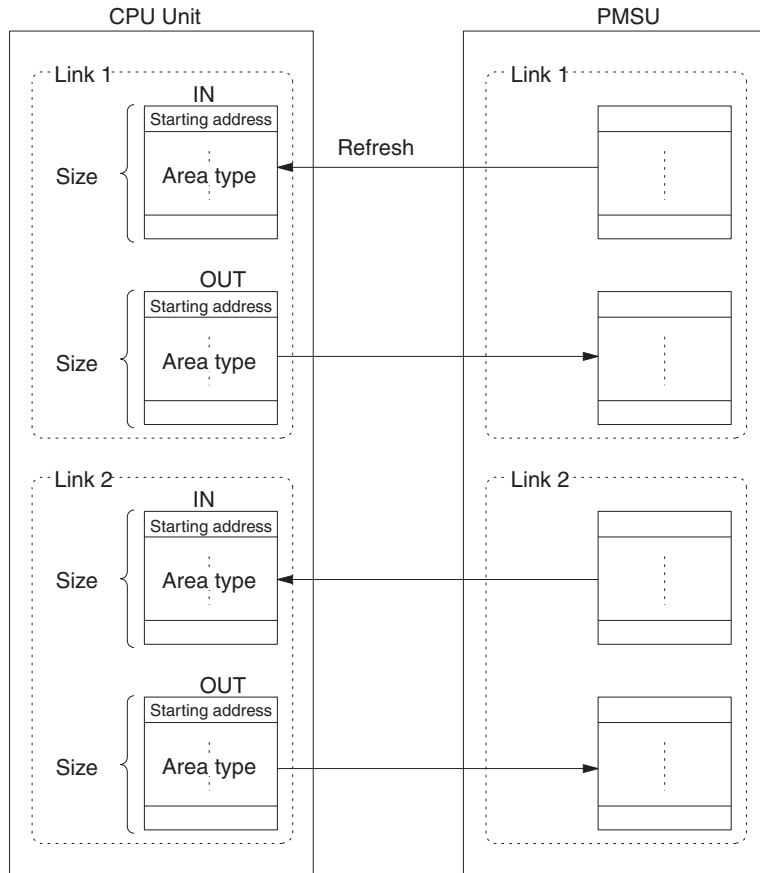 CPU Unit
PMSU
Link 1
Link 1
IN
Starting address
Size
Area type
Refresh
OUT
Starting address
Size
Area type
Link 2
Link 2
IN
Starting address
Size
Area type
OUT
Starting address
Size
Area type